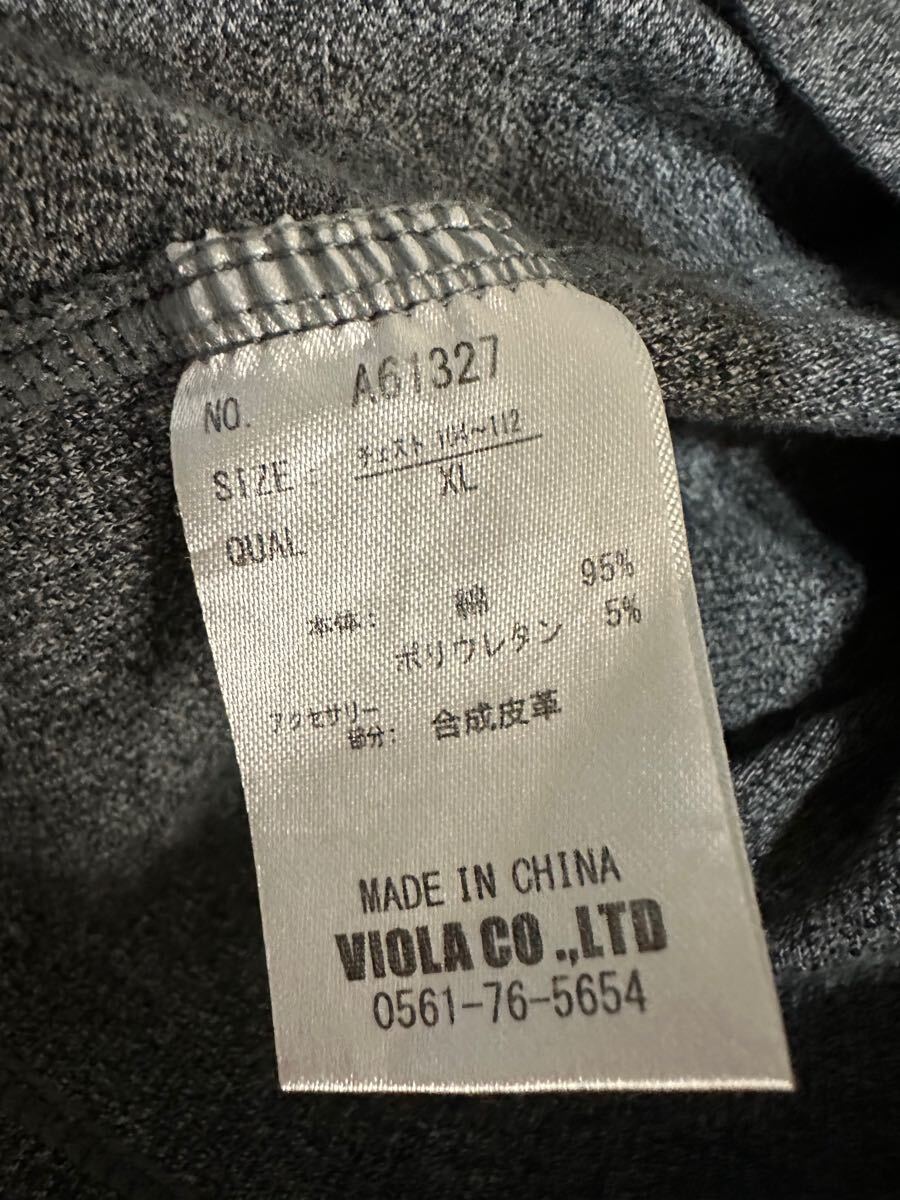 NO. A61327
SIZE : チェスト 104～112
XL
QUAL
本体: 綿 95%
ポリウレタン 5%
アクセサリー
部分: 合成皮革
MADE IN CHINA
VIOLA CO .,LTD
0561-76-5654